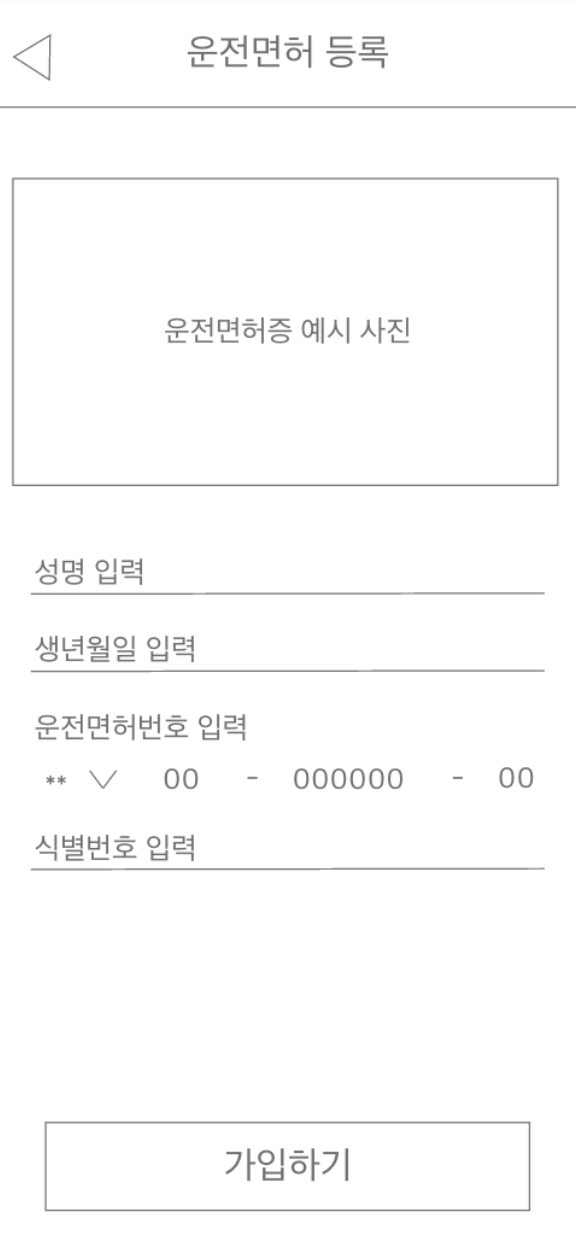 운전면허 등록
운전면허증 예시 사진
성명 입력
생년월일 입력
운전면허번호 입력
** 00 - 000000 - 00
식별번호 입력
가입하기